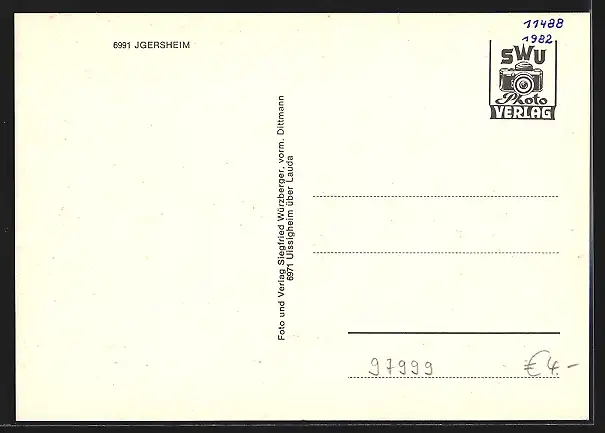 6991 JGERSHEIM
11488
1982
SWU
Photo
VERLAG
Foto und Verlag Siegfried Würzberger, vorm. Dittmann
6971 Uissigheim über Lauda
97999
€ 4.-